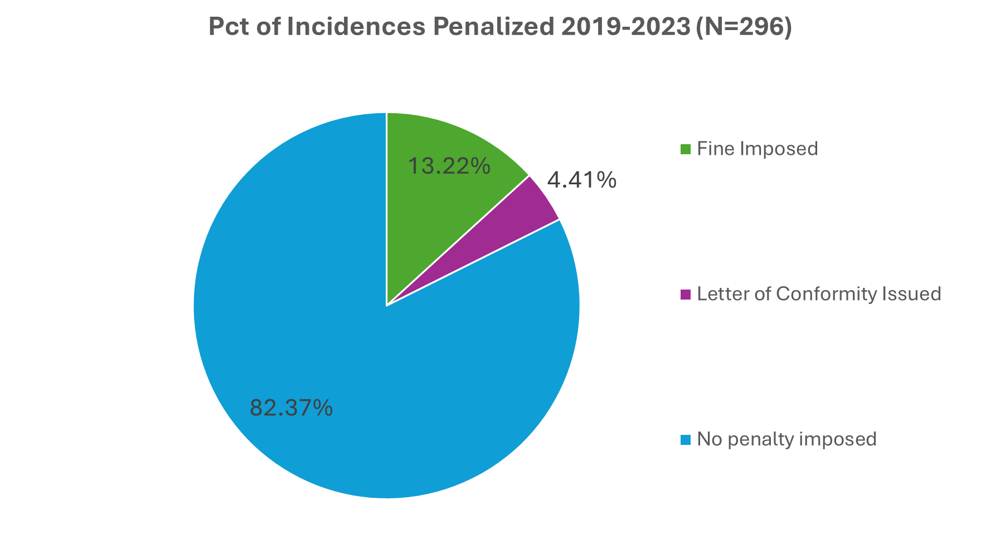 Pct of Incidences Penalized 2019-2023 (N=296)
13.22%
4.41%
82.37%
Fine Imposed
Letter of Conformity Issued
No penalty imposed